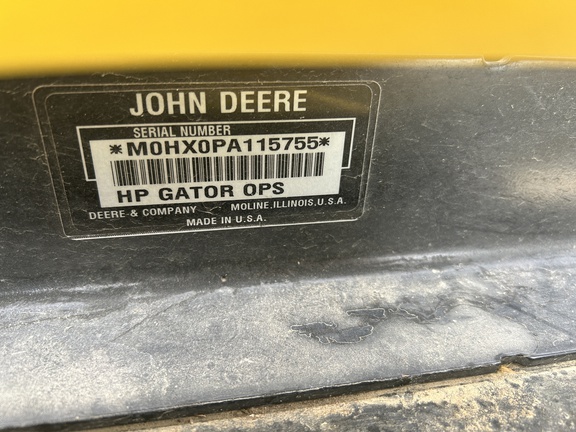 JOHN DEERE
SERIAL NUMBER
*M0HX0PA115755*
HP GATOR OPS
DEERE & COMPANY MOLINE, ILLINOIS, U.S.A.
MADE IN U.S.A.